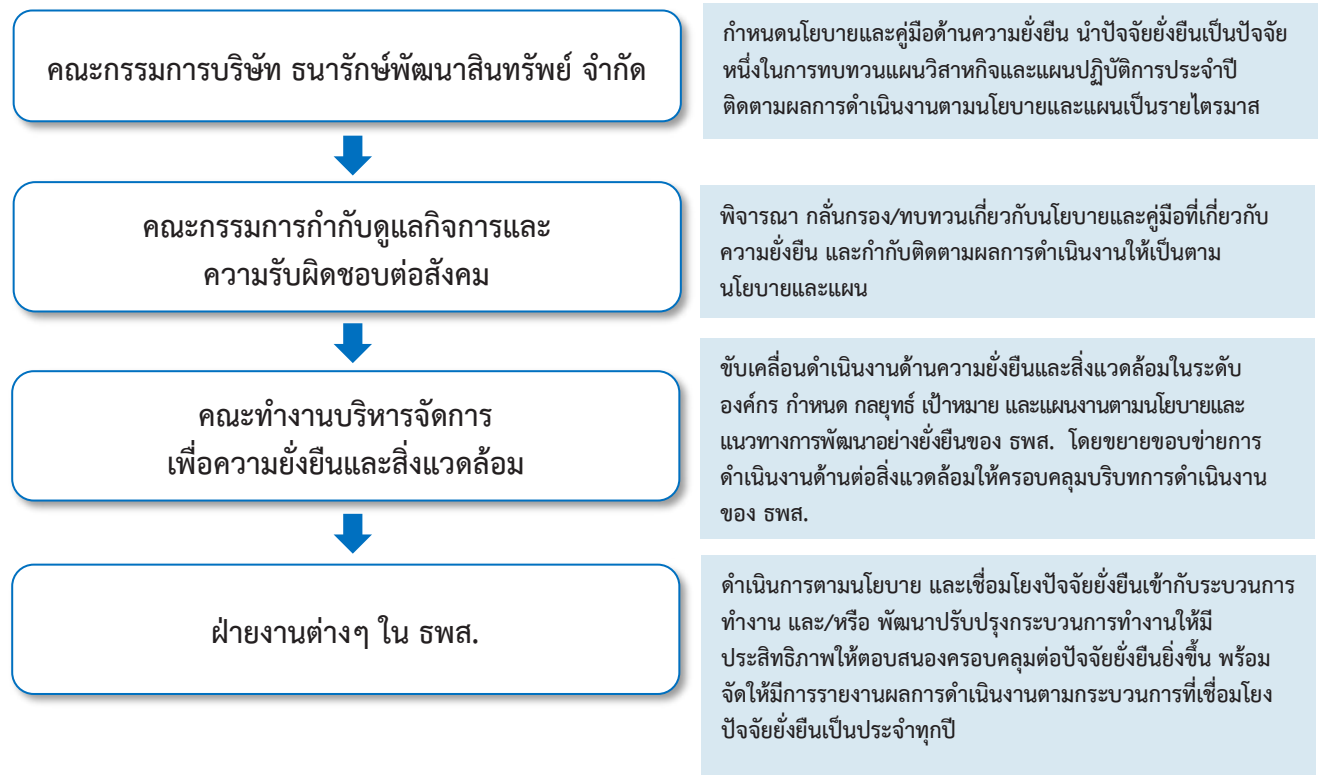 คณะกรรมการบริษัท ธนารักษ์พัฒนาสินทรัพย์ จำกัด
กำหนดนโยบายและคู่มือด้านความยั่งยืน นำปัจจัยยั่งยืนเป็นปัจจัย
หนึ่งในการทบทวนแผนวิสาหกิจและแผนปฏิบัติการประจำปี
ติดตามผลการดำเนินงานตามนโยบายและแผนเป็นรายไตรมาส
คณะกรรมการกำกับดูแลกิจการและ
ความรับผิดชอบต่อสังคม
พิจารณา กลั่นกรอง/ทบทวนเกี่ยวกับนโยบายและคู่มือที่เกี่ยวกับ
ความยั่งยืน และกำกับติดตามผลการดำเนินงานให้เป็นตาม
นโยบายและแผน
คณะทำงานบริหารจัดการ
เพื่อความยั่งยืนและสิ่งแวดล้อม
ขับเคลื่อนดำเนินงานด้านความยั่งยืนและสิ่งแวดล้อมในระดับ
องค์กร กำหนด กลยุทธ์ เป้าหมาย และแผนงานตามนโยบายและ
แนวทางการพัฒนาอย่างยั่งยืนของ ธพส. โดยขยายขอบข่ายการ
ดำเนินงานด้านต่อสิ่งแวดล้อมให้ครอบคลุมบริบทการดำเนินงาน
ของ ธพส.
ฝ่ายงานต่างๆ ใน ธพส.
ดำเนินการตามนโยบาย และเชื่อมโยงปัจจัยยั่งยืนเข้ากับระบวนการ
ทำงาน และ/หรือ พัฒนาปรับปรุงกระบวนการทำงานให้มี
ประสิทธิภาพให้ตอบสนองครอบคลุมต่อปัจจัยยั่งยืนยิ่งขึ้น พร้อม
จัดให้มีการรายงานผลการดำเนินงานตามกระบวนการที่เชื่อมโยง
ปัจจัยยั่งยืนเป็นประจำทุกปี